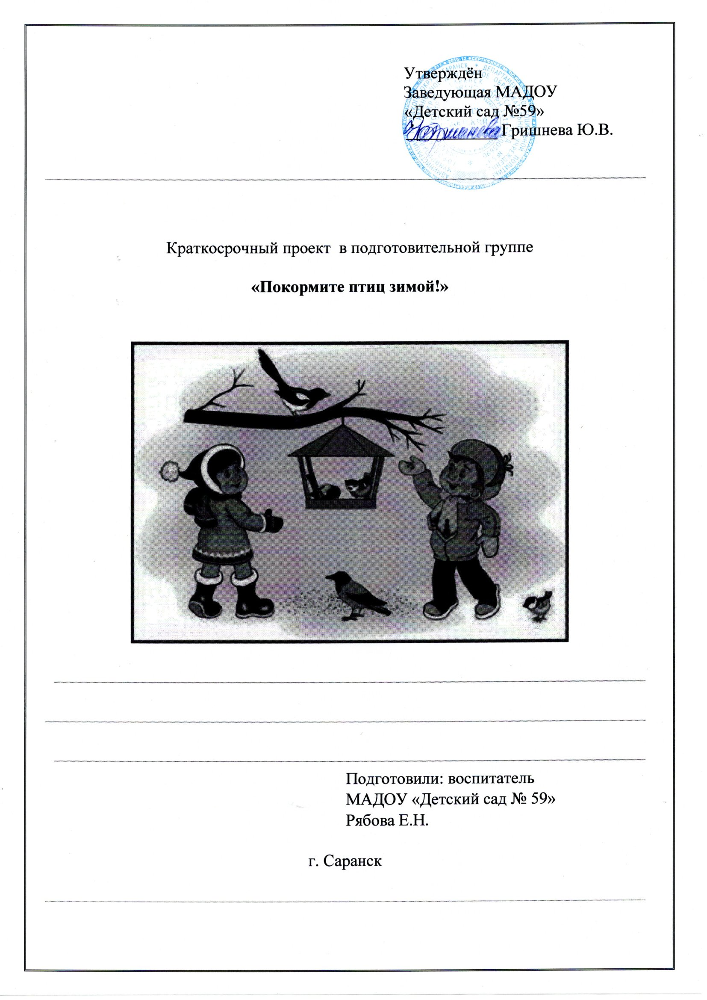 Утверждён
Заведующая МАДОУ
«Детский сад №59»
Гришнева Ю.В.
Краткосрочный проект в подготовительной группе
«Покормите птиц зимой!»
Подготовили: воспитатель
МАДОУ «Детский сад № 59»
Рябова Е.Н.
г. Саранск